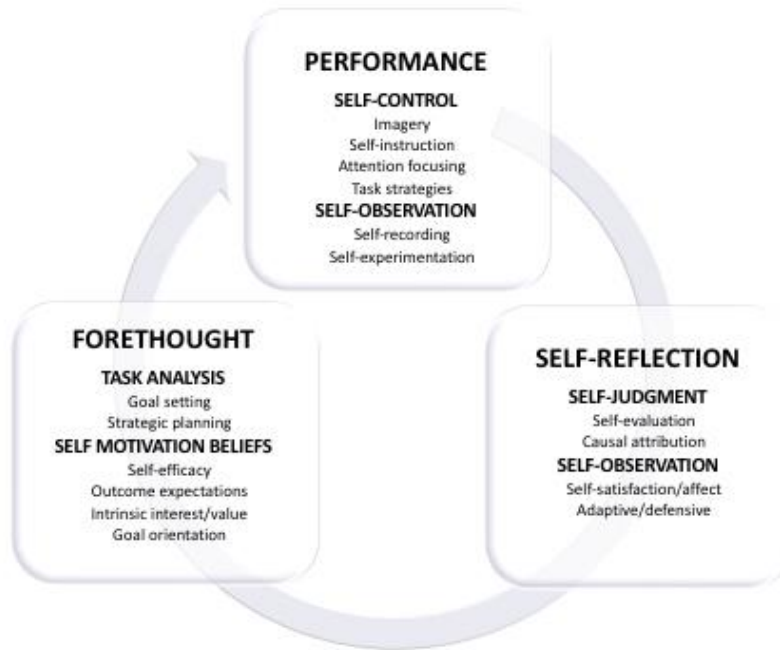 PERFORMANCE
SELF-CONTROL
Imagery
Self-instruction
Attention focusing
Task strategies
SELF-OBSERVATION
Self-recording
Self-experimentation
FORETHOUGHT
TASK ANALYSIS
Goal setting
Strategic planning
SELF MOTIVATION BELIEFS
Self-efficacy
Outcome expectations
Intrinsic interest/value
Goal orientation
SELF-REFLECTION
SELF-JUDGMENT
Self-evaluation
Causal attribution
SELF-OBSERVATION
Self-satisfaction/affect
Adaptive/defensive